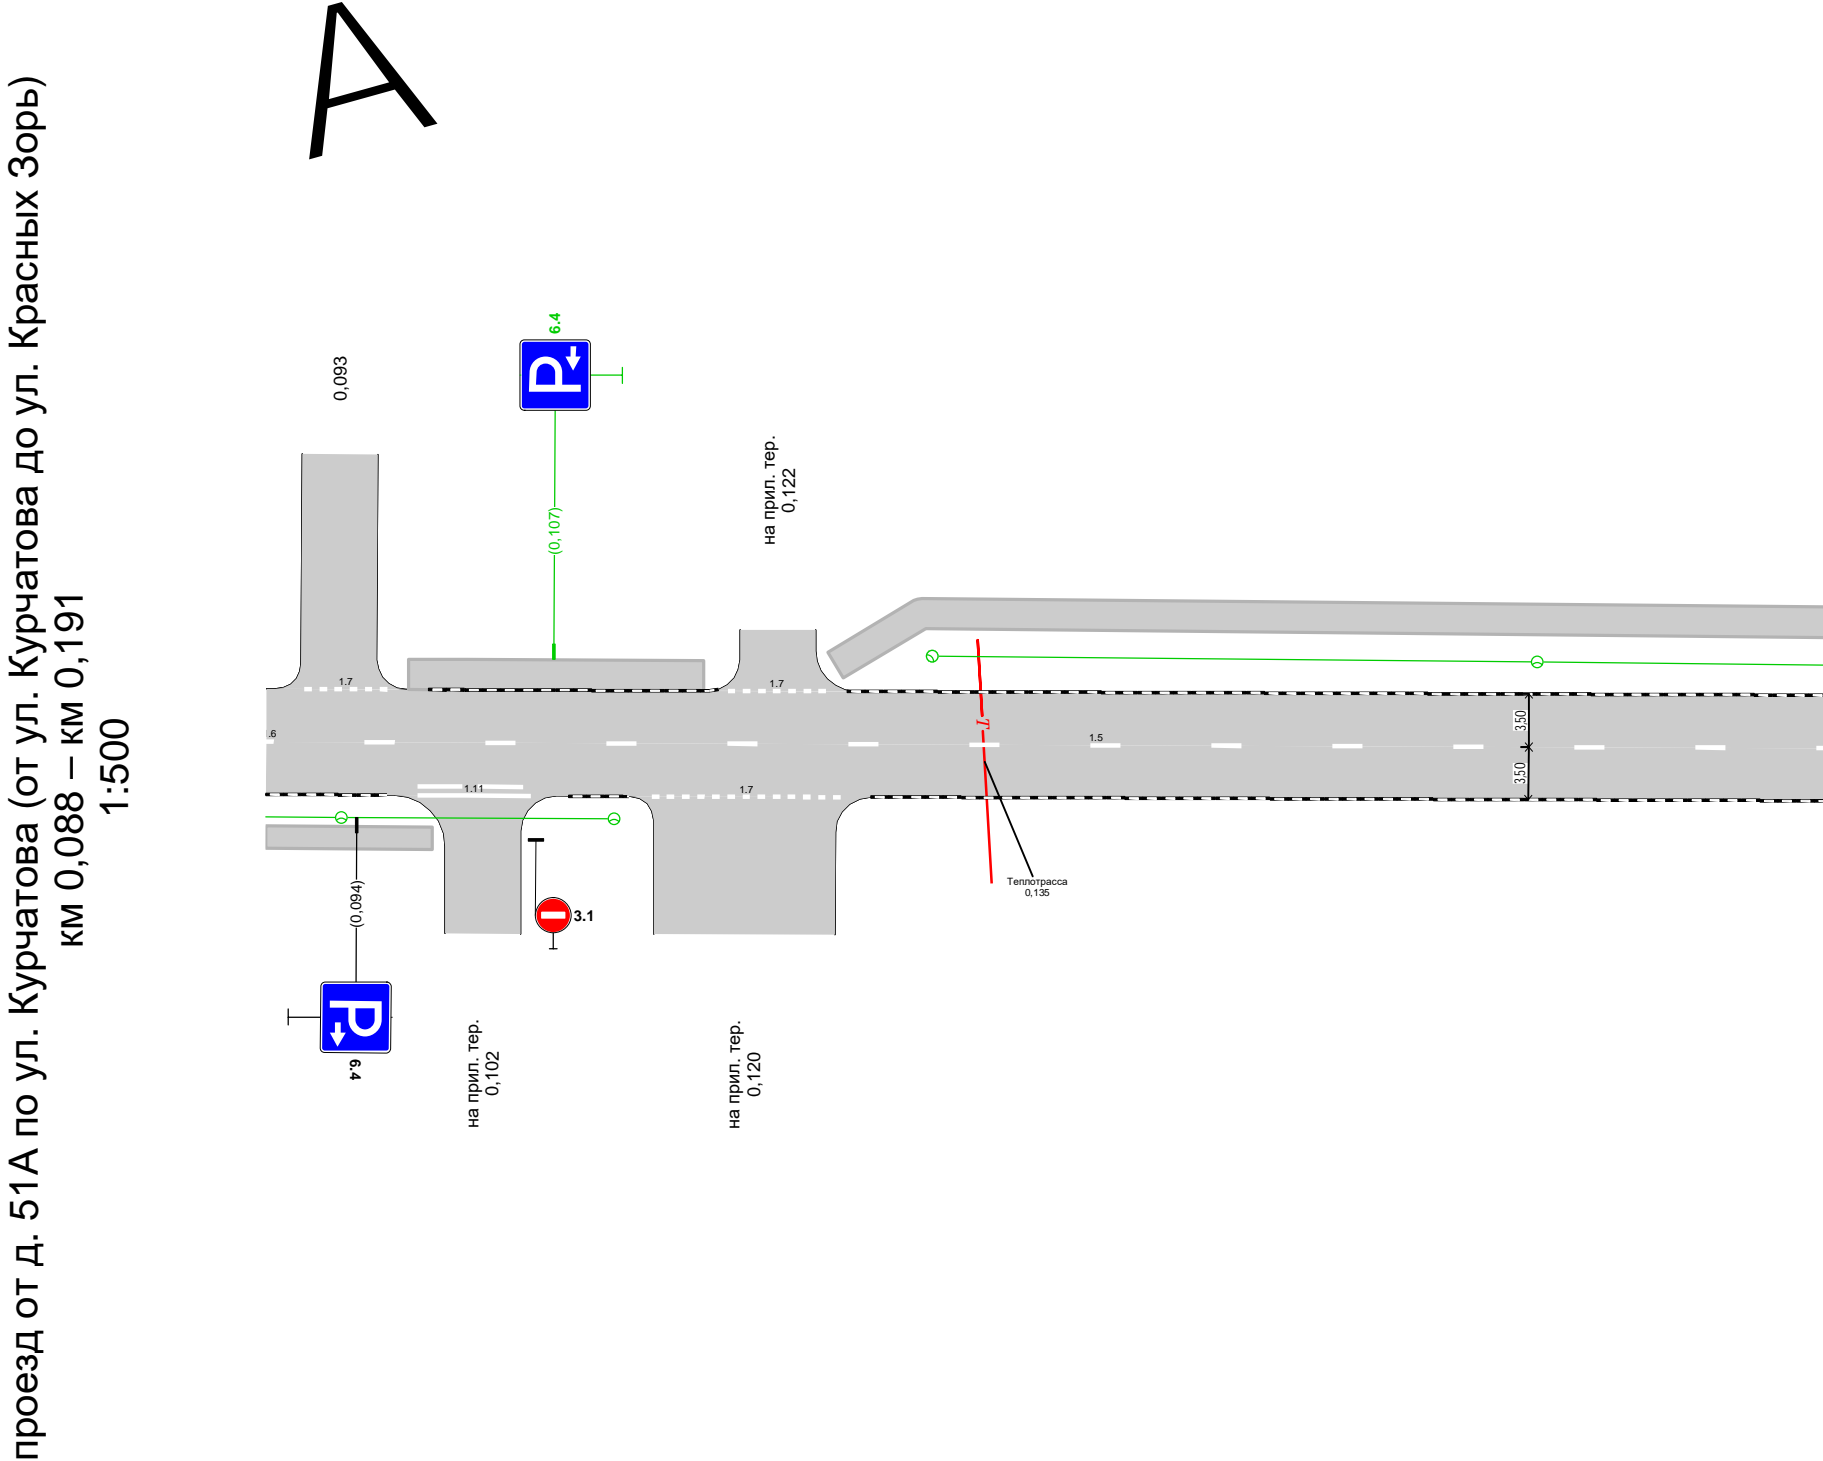 проезд от д. 51А по ул. Курчатова (от ул. Курчатова до ул. Красных Зорь)
км 0,088 – км 0,191
1:500
А
0,093
6.4
P
(0,107)
на прил. тер.
0,122
1.7
1.7
.6
1.5
3,50
3,50
1.11
1.7
Т
Теплотрасса
0,135
(0,094)
3.1
P
6.4
на прил. тер.
0,102
на прил. тер.
0,120